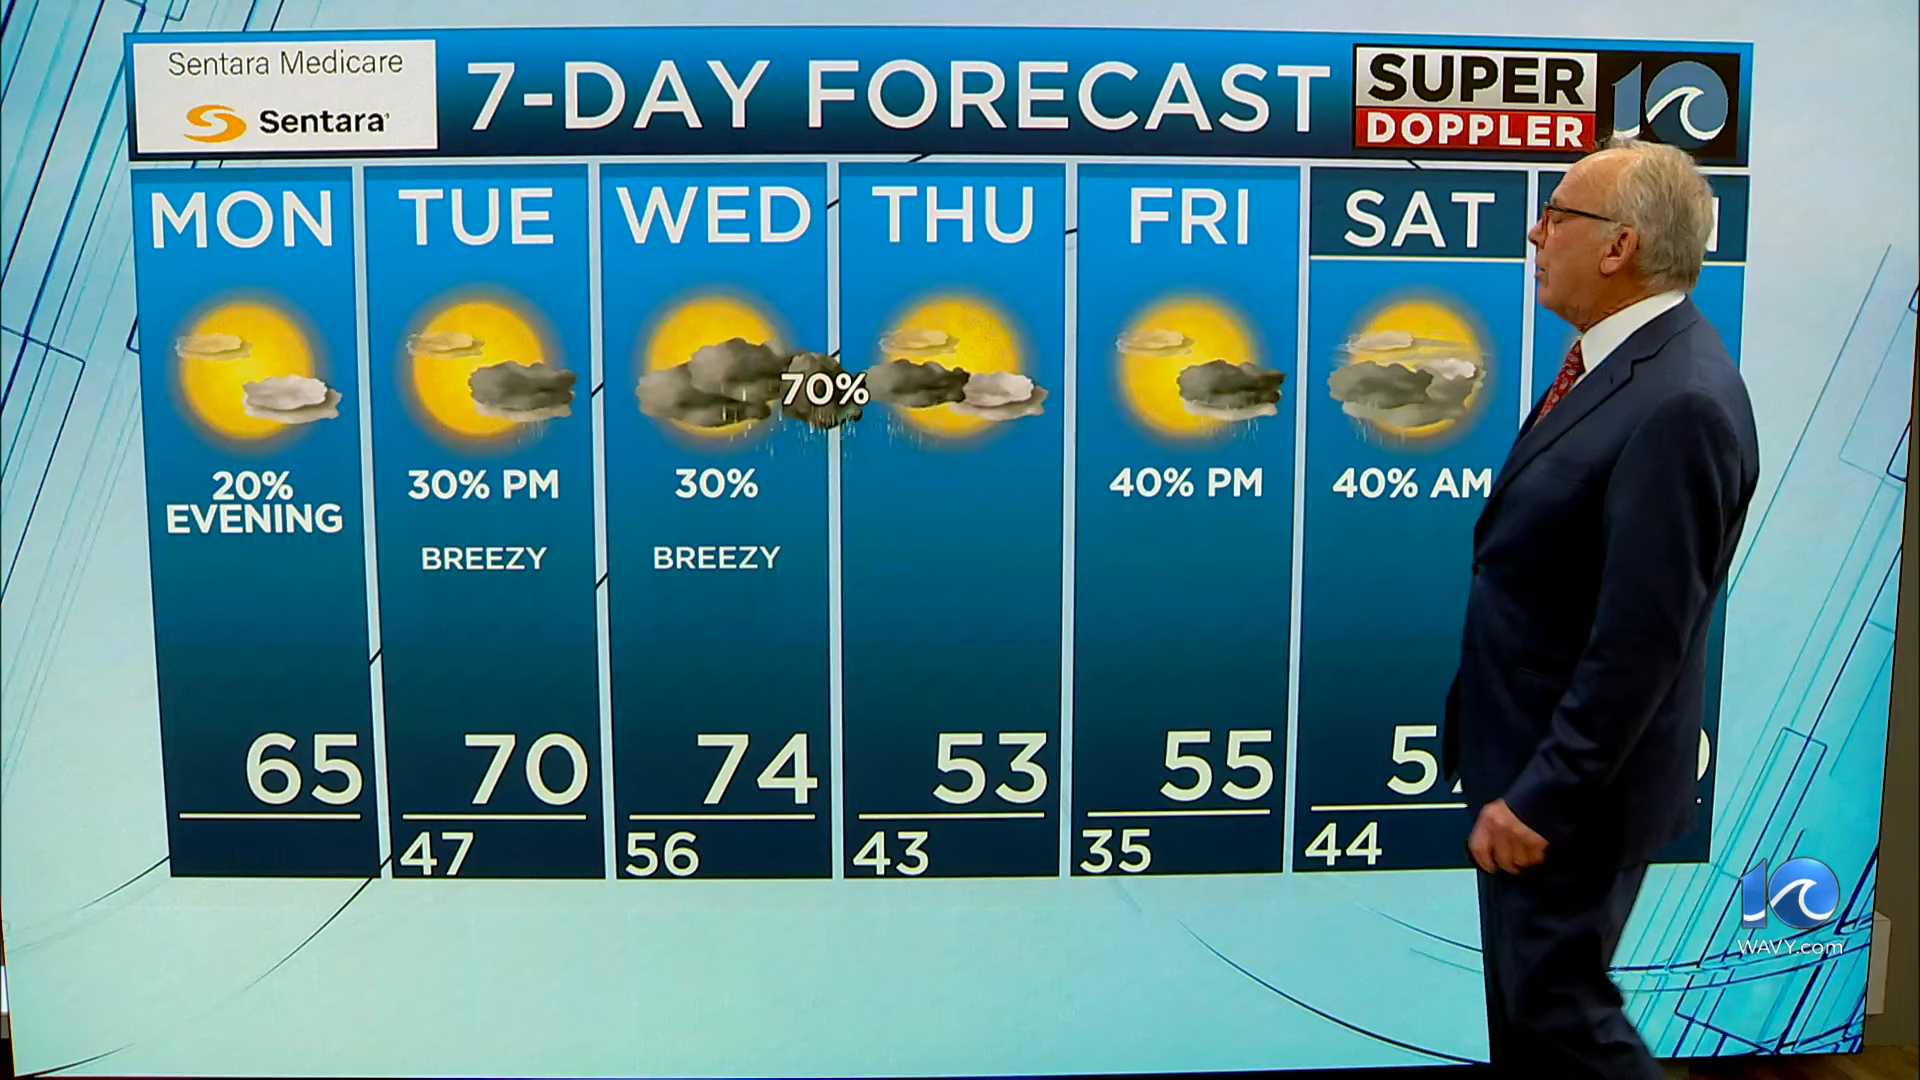 Sentara Medicare
Sentara
7-DAY FORECAST
SUPER
DOPPLER
10
MON
TUE
WED
THU
FRI
SAT
70%
20%
EVENING
30% PM
30%
40% PM
40% AM
BREEZY
BREEZY
65
70
74
53
55
47
56
43
35
44
10
WAVY.com